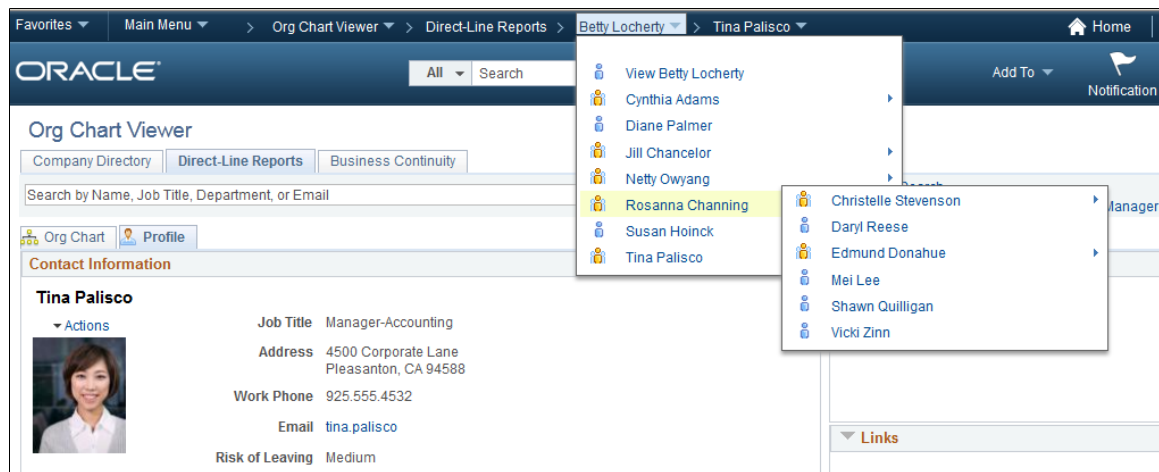 Favorites Main Menu > Org Chart Viewer > Direct-Line Reports > Betty Locherty > Tina Palisco Home
ORACLE All Search Add To
Notification
View Betty Locherty
Cynthia Adams
Diane Palmer
Jill Chancelor
Netty Owyang
Rosanna Channing
Susan Hoinck
Tina Palisco
Christelle Stevenson
Daryl Reese
Edmund Donahue
Mei Lee
Shawn Quilligan
Vicki Zinn
Org Chart Viewer
Company Directory Direct-Line Reports Business Continuity
Search by Name, Job Title, Department, or Email
Manager
Org Chart Profile
Contact Information
Tina Palisco
Actions
Job Title Manager-Accounting
Address 4500 Corporate Lane
Pleasanton, CA 94588
Work Phone 925.555.4532
Email tina.palisco
Risk of Leaving Medium
Links